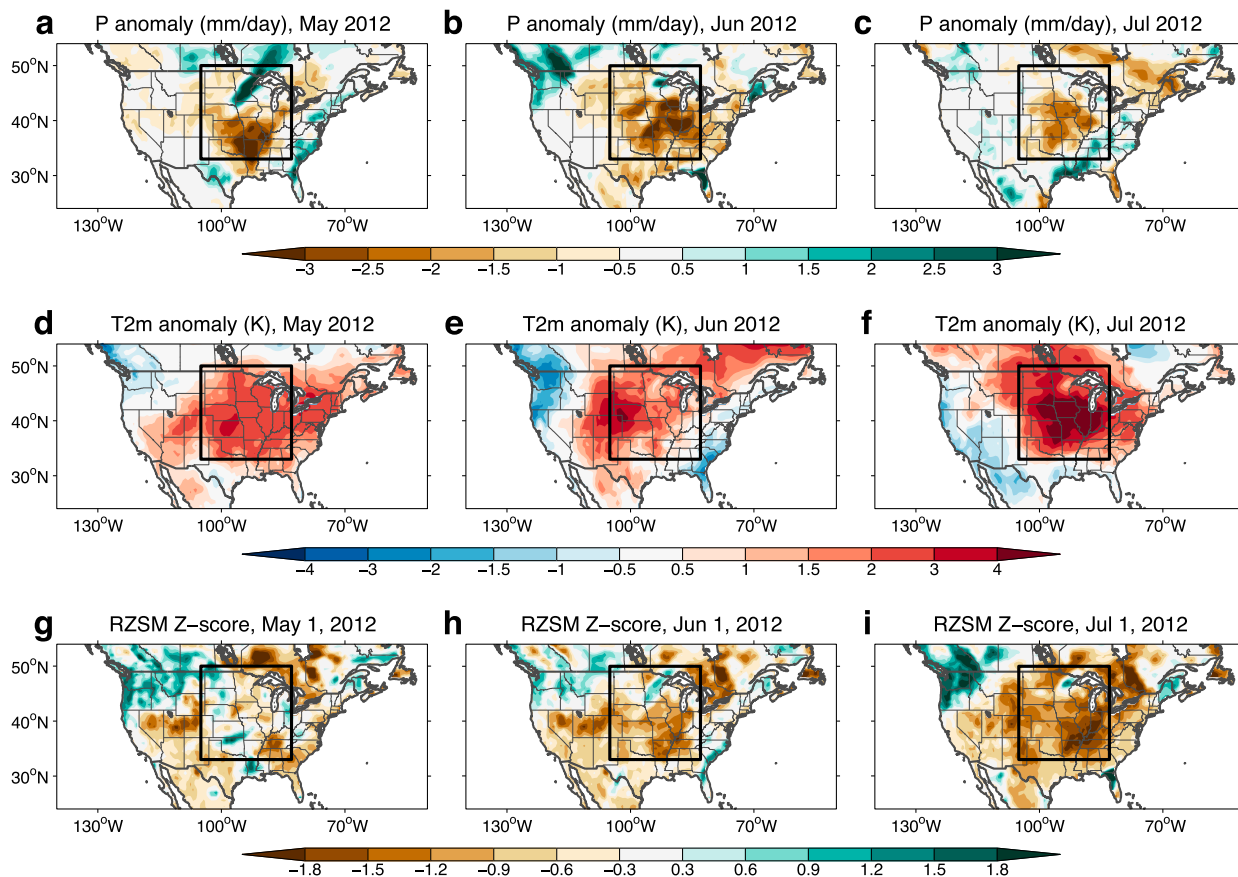 a P anomaly (mm/day), May 2012
b P anomaly (mm/day), Jun 2012
c P anomaly (mm/day), Jul 2012
50°N
40°N
30°N
130°W 100°W 70°W
130°W 100°W 70°W
130°W 100°W 70°W
−3 −2.5 −2 −1.5 −1 −0.5 0.5 1 1.5 2 2.5 3
d T2m anomaly (K), May 2012
e T2m anomaly (K), Jun 2012
f T2m anomaly (K), Jul 2012
50°N
40°N
30°N
130°W 100°W 70°W
130°W 100°W 70°W
130°W 100°W 70°W
−4 −3 −2 −1.5 −1 −0.5 0.5 1 1.5 2 3 4
g RZSM Z−score, May 1, 2012
h RZSM Z−score, Jun 1, 2012
i RZSM Z−score, Jul 1, 2012
50°N
40°N
30°N
130°W 100°W 70°W
130°W 100°W 70°W
130°W 100°W 70°W
−1.8 −1.5 −1.2 −0.9 −0.6 −0.3 0.3 0.6 0.9 1.2 1.5 1.8